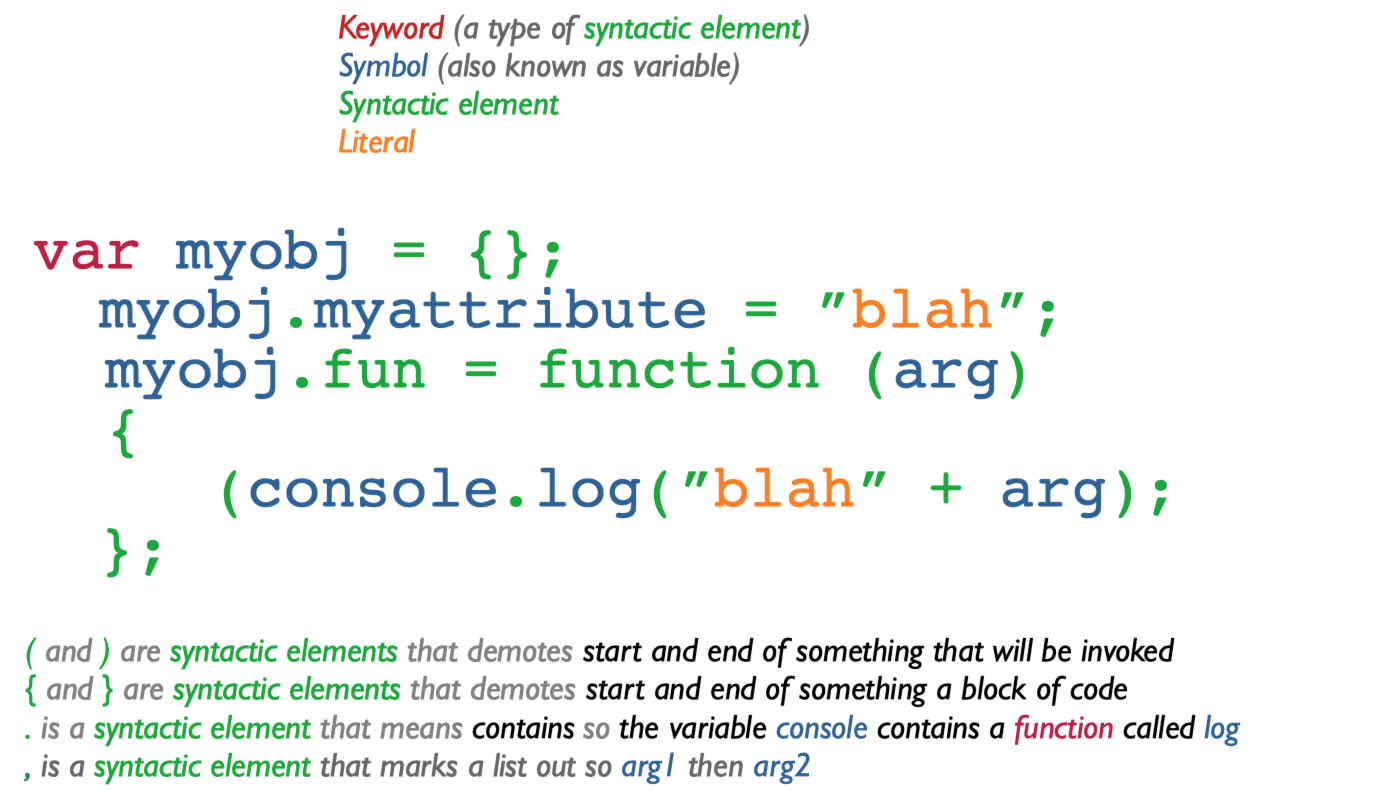 Keyword (a type of syntactic element)
Symbol (also known as variable)
Syntactic element
Literal
var myobj = {};
myobj.myattribute = "blah";
myobj.fun = function (arg)
{
(console.log("blah" + arg);
};
( and ) are syntactic elements that demotes start and end of something that will be invoked
{ and } are syntactic elements that demotes start and end of something a block of code
. is a syntactic element that means contains so the variable console contains a function called log
, is a syntactic element that marks a list out so arg1 then arg2